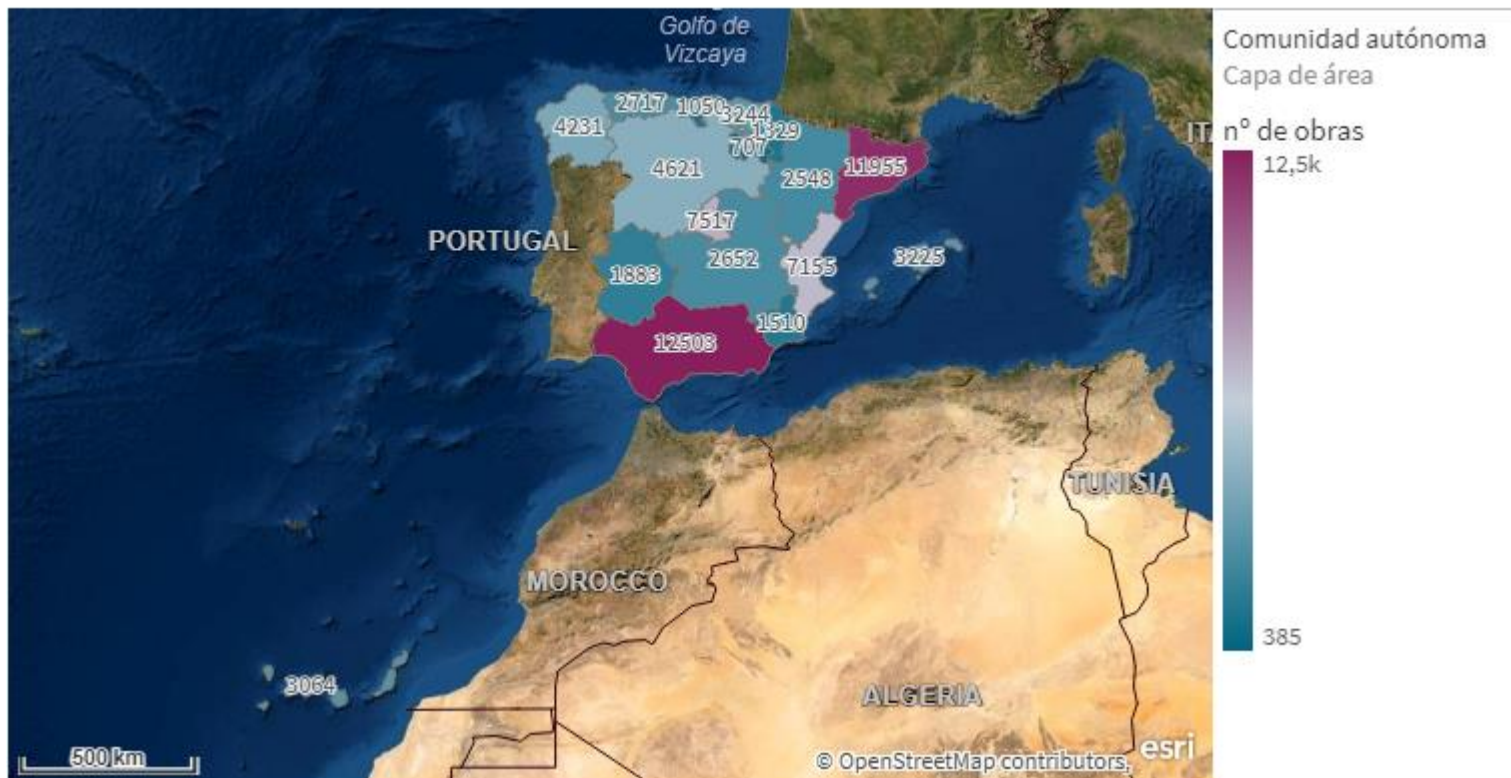 Golfo de
Vizcaya
2717
1050
3244
4231
1329
707
4621
2548
11955
7517
PORTUGAL
2652
7155
3225
1883
1510
12503
TUNISIA
MOROCCO
3064
ALGERIA
500 km
© OpenStreetMap contributors,
esri
ITA
Comunidad autónoma
Capa de área
nº de obras
12,5k
385